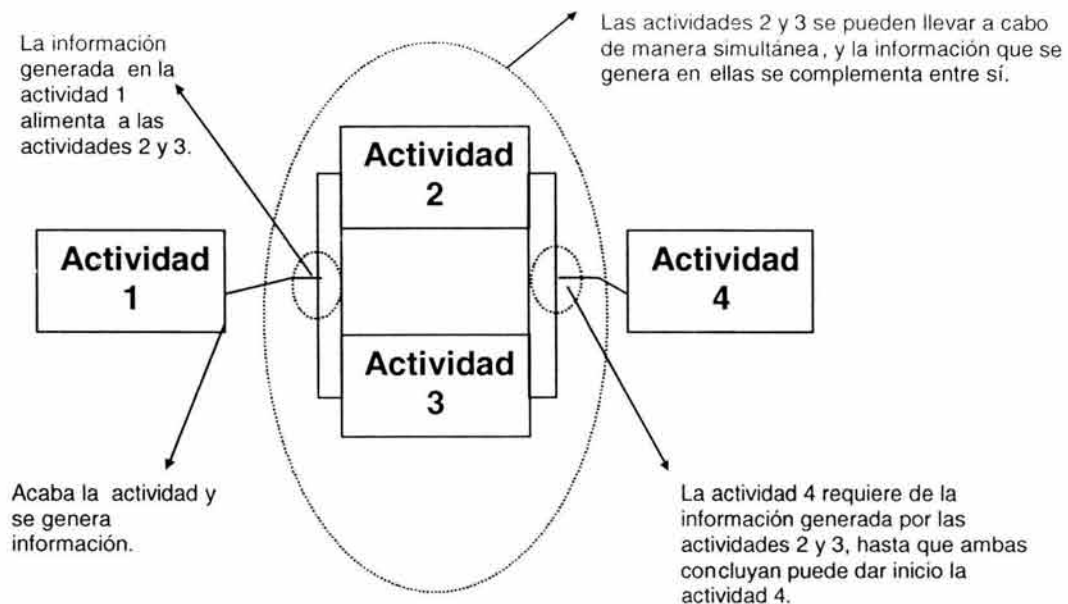 La información
generada en la
actividad 1
alimenta a las
actividades 2 y 3.
Las actividades 2 y 3 se pueden llevar a cabo
de manera simultánea, y la información que se
genera en ellas se complementa entre sí.
Actividad
1
Actividad
2
Actividad
3
Actividad
4
Acaba la actividad y
se genera
información.
La actividad 4 requiere de la
información generada por las
actividades 2 y 3, hasta que ambas
concluyan puede dar inicio la
actividad 4.